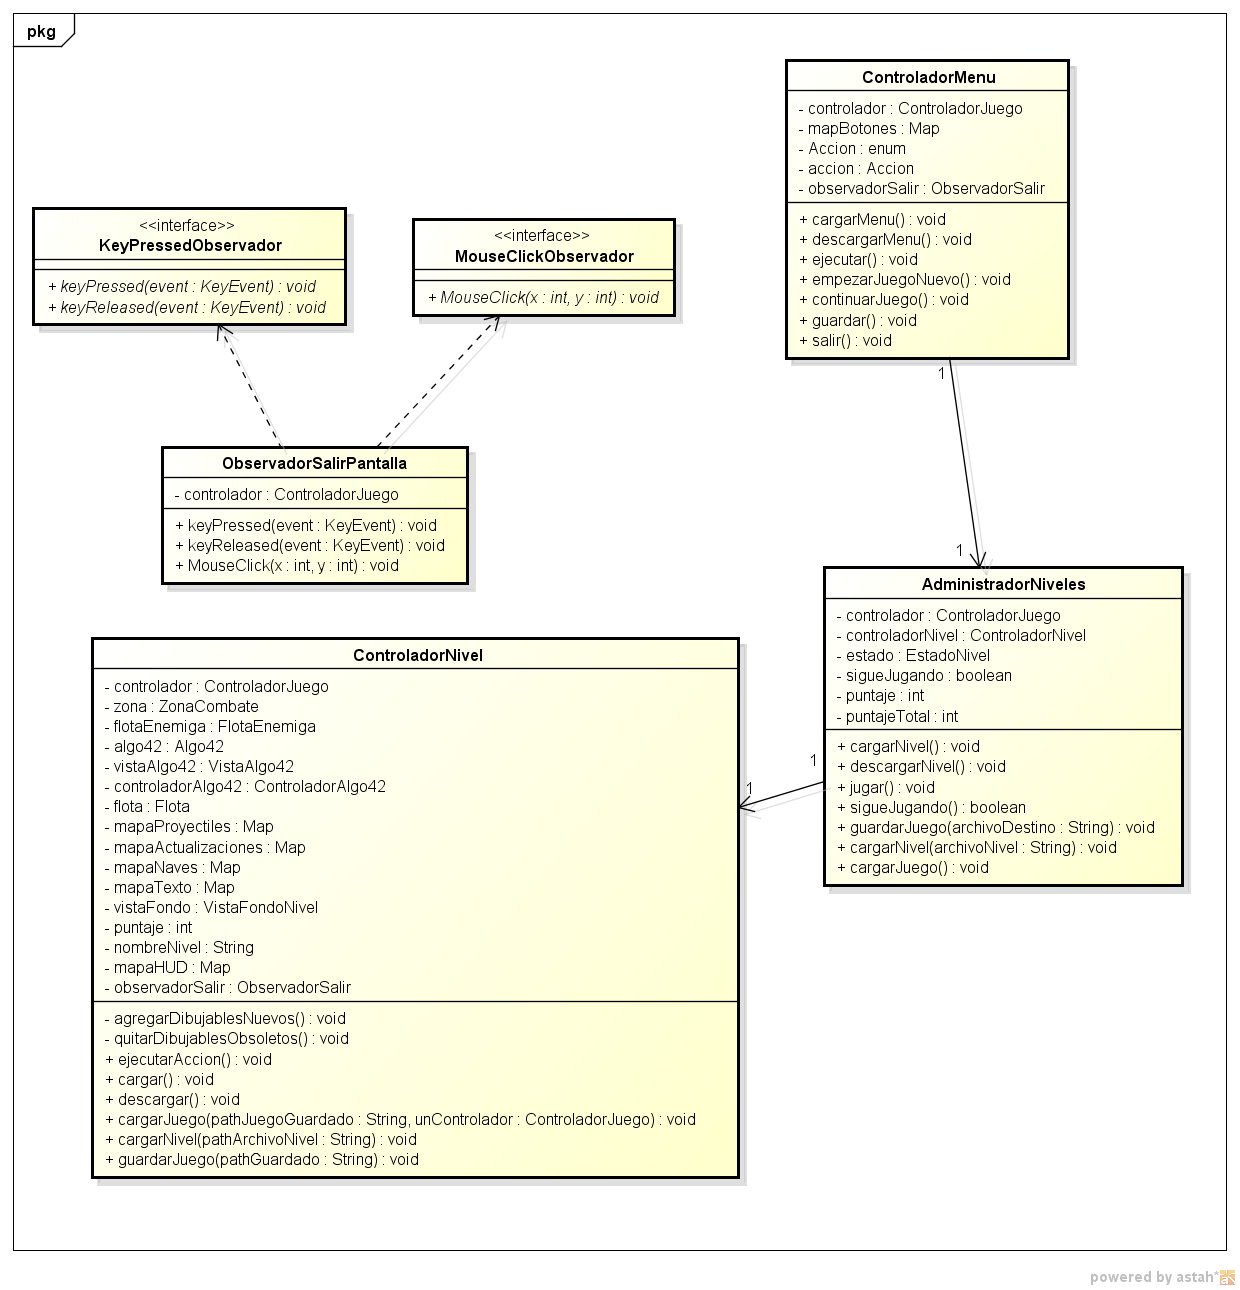 pkg
ControladorMenu
- controlador : ControladorJuego
- mapBotones : Map
- Accion : enum
- accion : Accion
- observadorSalir : ObservadorSalir
+ cargarMenu() : void
+ descargarMenu() : void
+ ejecutar() : void
+ empezarJuegoNuevo() : void
+ continuarJuego() : void
+ guardar() : void
+ salir() : void
<<interface>>
KeyPressedObservador
+ keyPressed(event : KeyEvent) : void
+ keyReleased(event : KeyEvent) : void
<<interface>>
MouseClickObservador
+ MouseClick(x : int, y : int) : void
1
1
ObservadorSalirPantalla
- controlador : ControladorJuego
+ keyPressed(event : KeyEvent) : void
+ keyReleased(event : KeyEvent) : void
+ MouseClick(x : int, y : int) : void
AdministradorNiveles
- controlador : ControladorJuego
- controladorNivel : ControladorNivel
- estado : EstadoNivel
- sigueJugando : boolean
- puntaje : int
- puntajeTotal : int
+ cargarNivel() : void
+ descargarNivel() : void
+ jugar() : void
+ sigueJugando() : boolean
+ guardarJuego(archivoDestino : String) : void
+ cargarNivel(archivoNivel : String) : void
+ cargarJuego() : void
1
1
ControladorNivel
- controlador : ControladorJuego
- zona : ZonaCombate
- flotaEnemiga : FlotaEnemiga
- algo42 : Algo42
- vistaAlgo42 : VistaAlgo42
- controladorAlgo42 : ControladorAlgo42
- flota : Flota
- mapaProyectiles : Map
- mapaActualizaciones : Map
- mapaNaves : Map
- mapaTexto : Map
- vistaFondo : VistaFondoNivel
- puntaje : int
- nombreNivel : String
- mapaHUD : Map
- observadorSalir : ObservadorSalir
- agregarDibujablesNuevos() : void
- quitarDibujablesObsoletos() : void
+ ejecutarAccion() : void
+ cargar() : void
+ descargar() : void
+ cargarJuego(pathJuegoGuardado : String, unControlador : ControladorJuego) : void
+ cargarNivel(pathArchivoNivel : String) : void
+ guardarJuego(pathGuardado : String) : void
powered by astah*